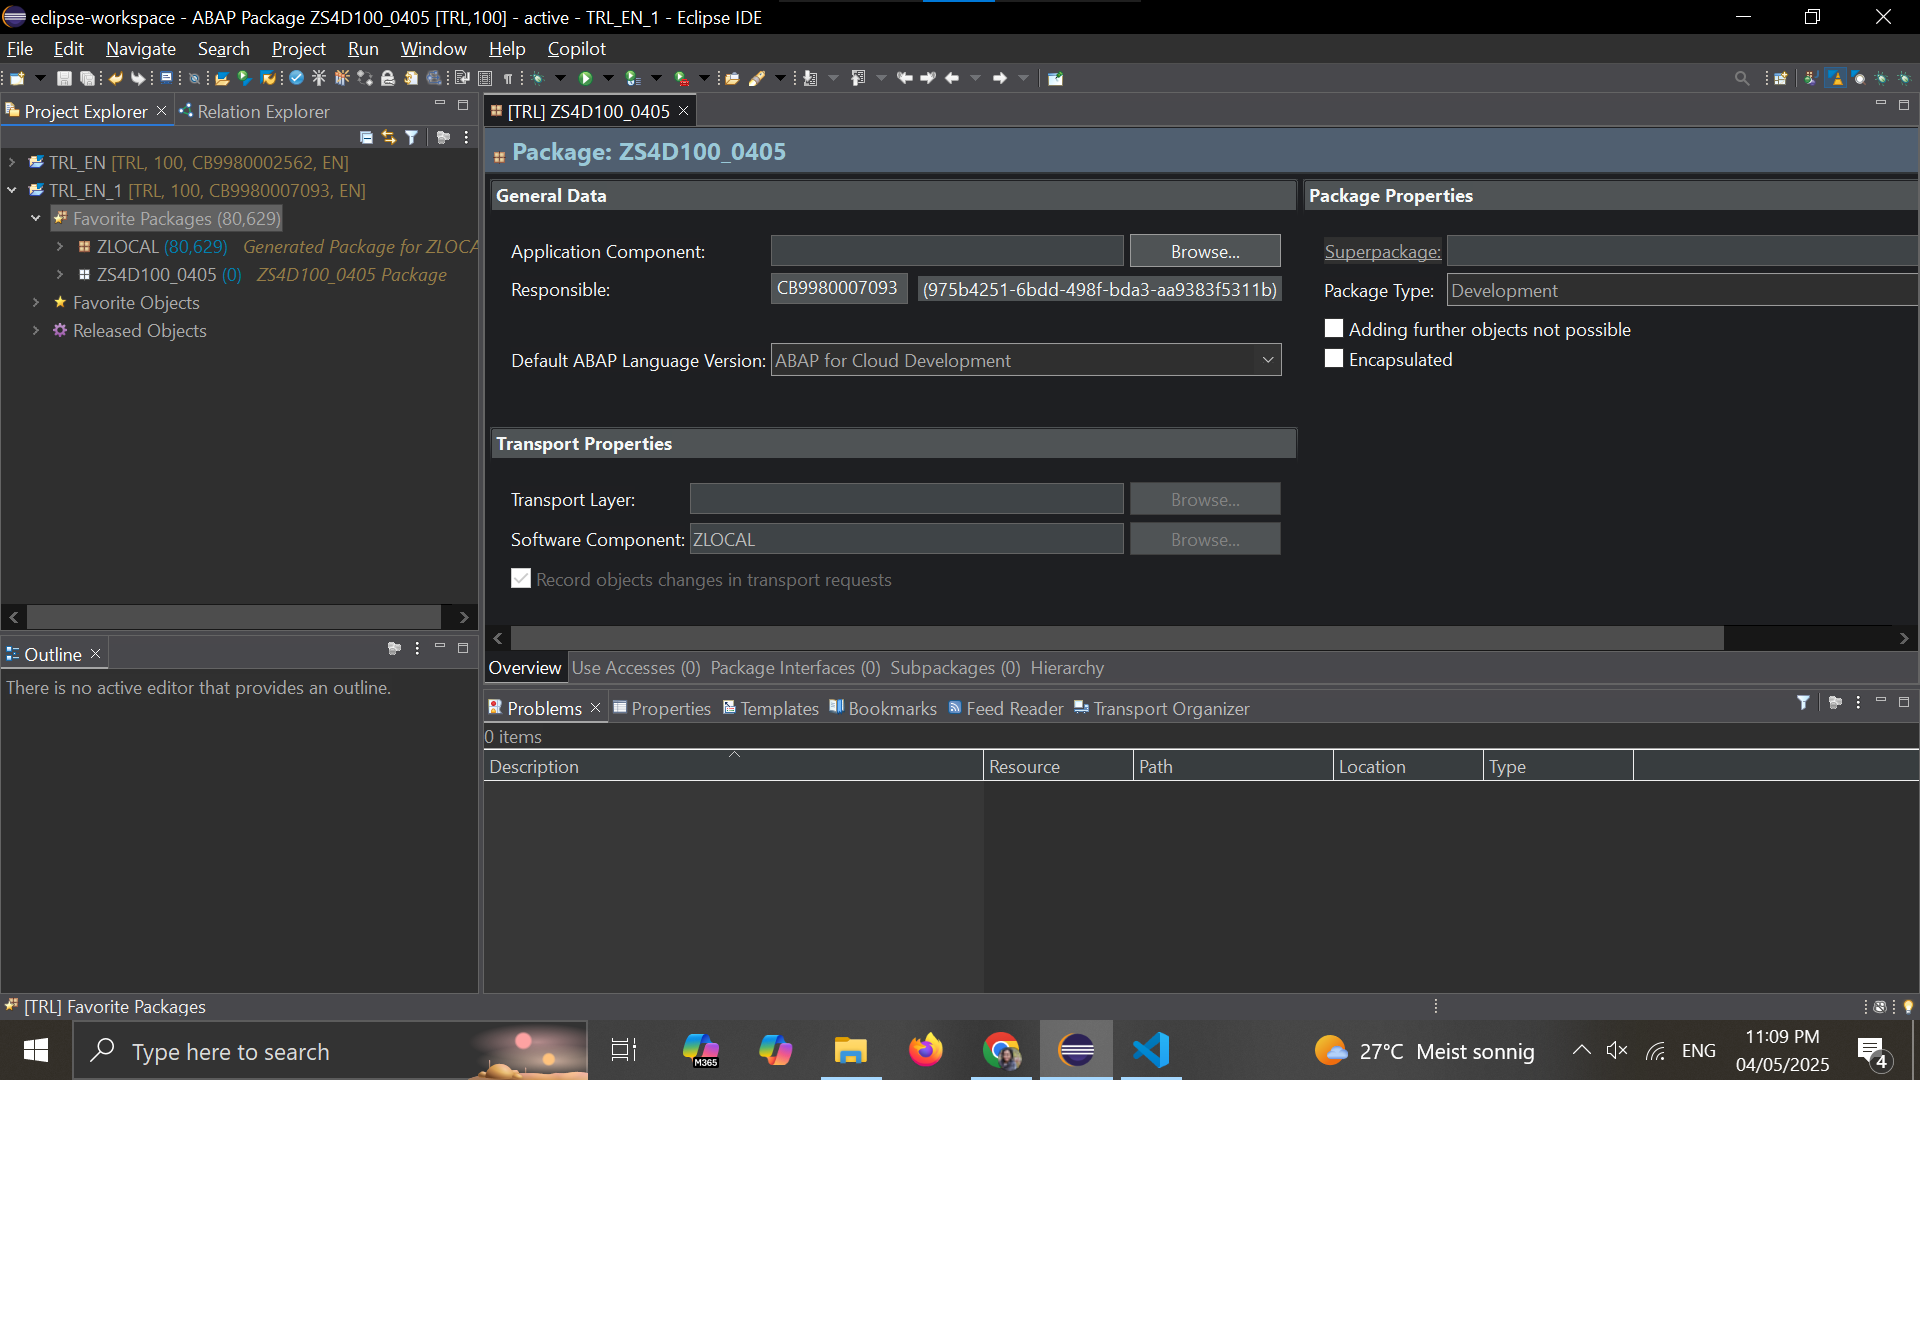 eclipse-workspace - ABAP Package ZS4D100_0405 [TRL,100] - active - TRL_EN_1 - Eclipse IDE
File Edit Navigate Search Project Run Window Help Copilot
Project Explorer
Relation Explorer
TRL_EN [TRL, 100, CB9980002562, EN]
TRL_EN_1 [TRL, 100, CB9980007093, EN]
Favorite Packages (80,629)
ZLOCAL (80,629) Generated Package for ZLOCA
ZS4D100_0405 (0) ZS4D100_0405 Package
Favorite Objects
Released Objects
Outline
There is no active editor that provides an outline.
[TRL] ZS4D100_0405
Package: ZS4D100_0405
General Data
Application Component:
Browse...
Responsible: CB9980007093 (975b4251-6bdd-498f-bda3-aa9383f5311b)
Default ABAP Language Version: ABAP for Cloud Development
Package Properties
Superpackage:
Package Type: Development
Adding further objects not possible
Encapsulated
Transport Properties
Transport Layer:
Browse...
Software Component: ZLOCAL
Browse...
Record objects changes in transport requests
Overview Use Accesses (0) Package Interfaces (0) Subpackages (0) Hierarchy
Problems Properties Templates Bookmarks Feed Reader Transport Organizer
0 items
Description Resource Path Location Type
[TRL] Favorite Packages
Type here to search
M365
27°C Meist sonnig
ENG
11:09 PM
04/05/2025
4